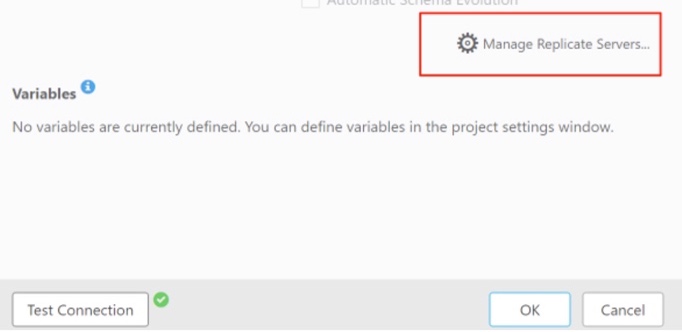 Automatic Schema Evolution
Manage Replicate Servers...
Variables
No variables are currently defined. You can define variables in the project settings window.
Test Connection
OK
Cancel